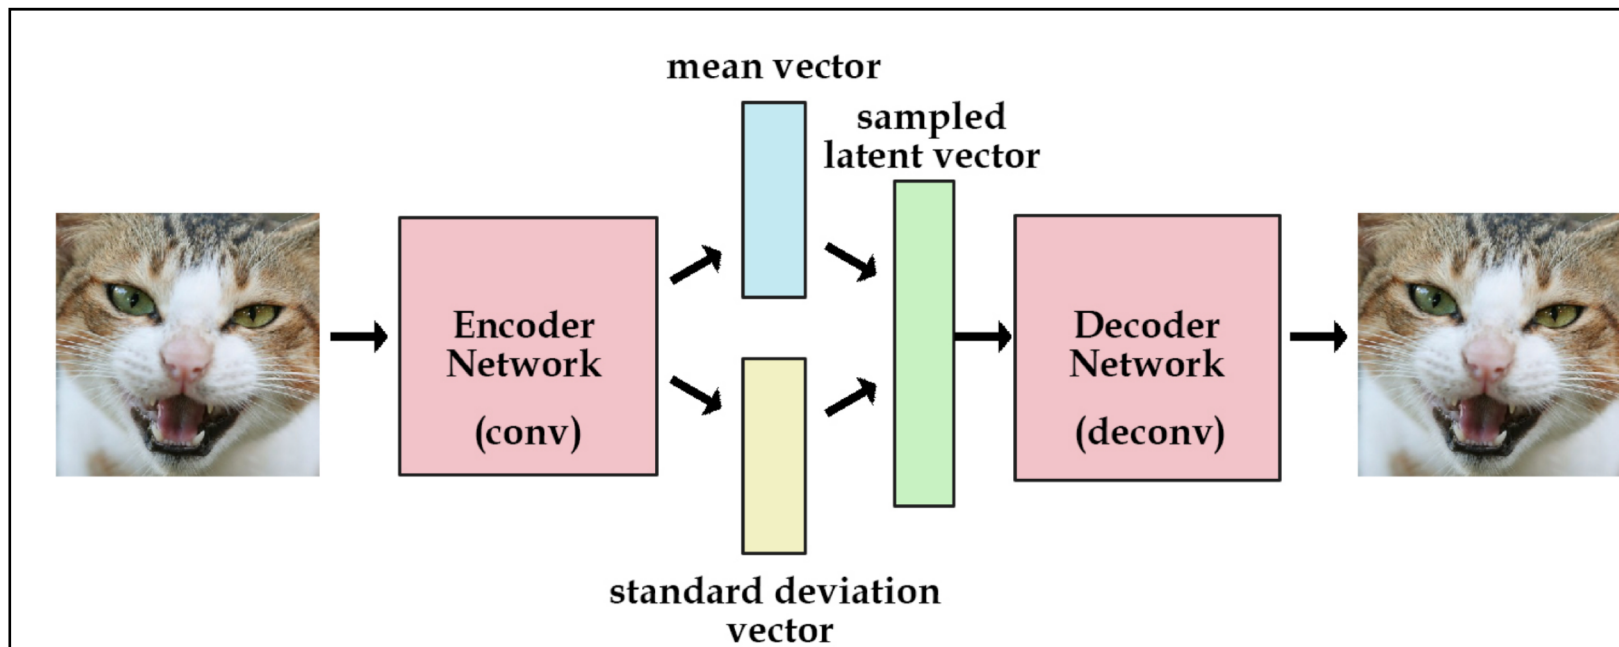 mean vector
sampled
latent vector
Encoder
Network
(conv)
Decoder
Network
(deconv)
standard deviation
vector